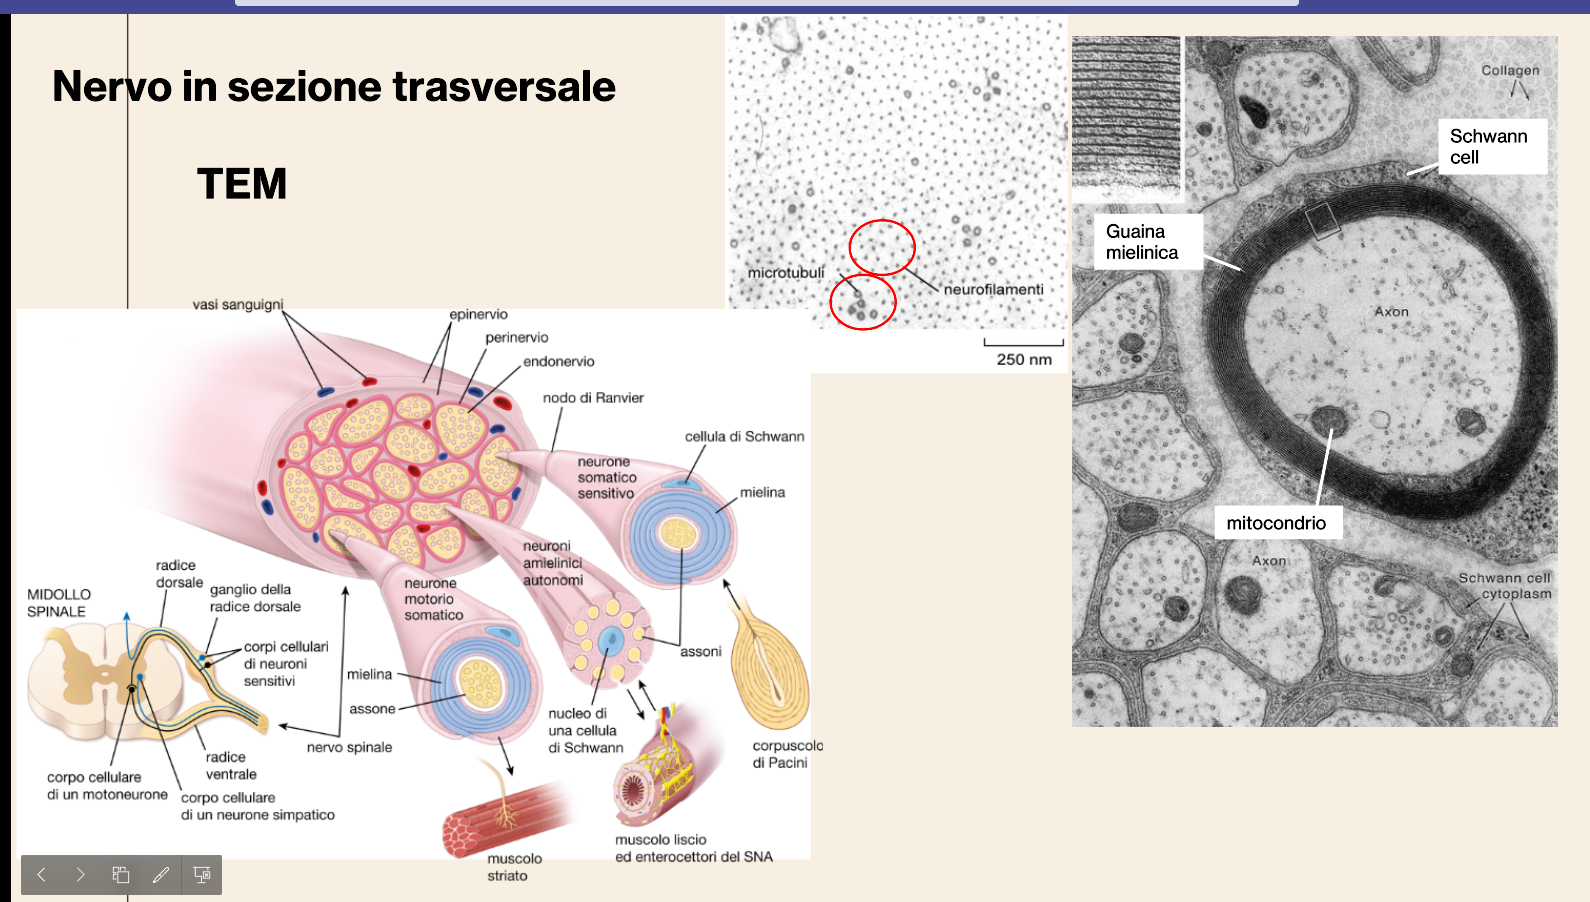 Nervo in sezione trasversale
TEM
microtubuli
neurofilamenti
250 nm
Collagen
Schwann
cell
Guaina
mielinica
Axon
mitocondrio
Axon
Schwann cell
cytoplasm
vasi sanguigni
epinervio
perinervio
endonervio
nodo di Ranvier
cellula di Schwann
neurone
somatico
sensitivo
mielina
neuroni
amielinici
autonomi
radice
dorsale
ganglio della
radice dorsale
MIDOLLO
SPINALE
neurone
motorio
somatico
corpi cellulari
di neuroni
sensitivi
assoni
mielina
assone
nucleo di
una cellula
di Schwann
nervo spinale
corpuscolo
di Pacini
radice
ventrale
corpo cellulare
di un motoneurone
corpo cellulare
di un neurone simpatico
muscolo liscio
ed enterocettori del SNA
muscolo
striato